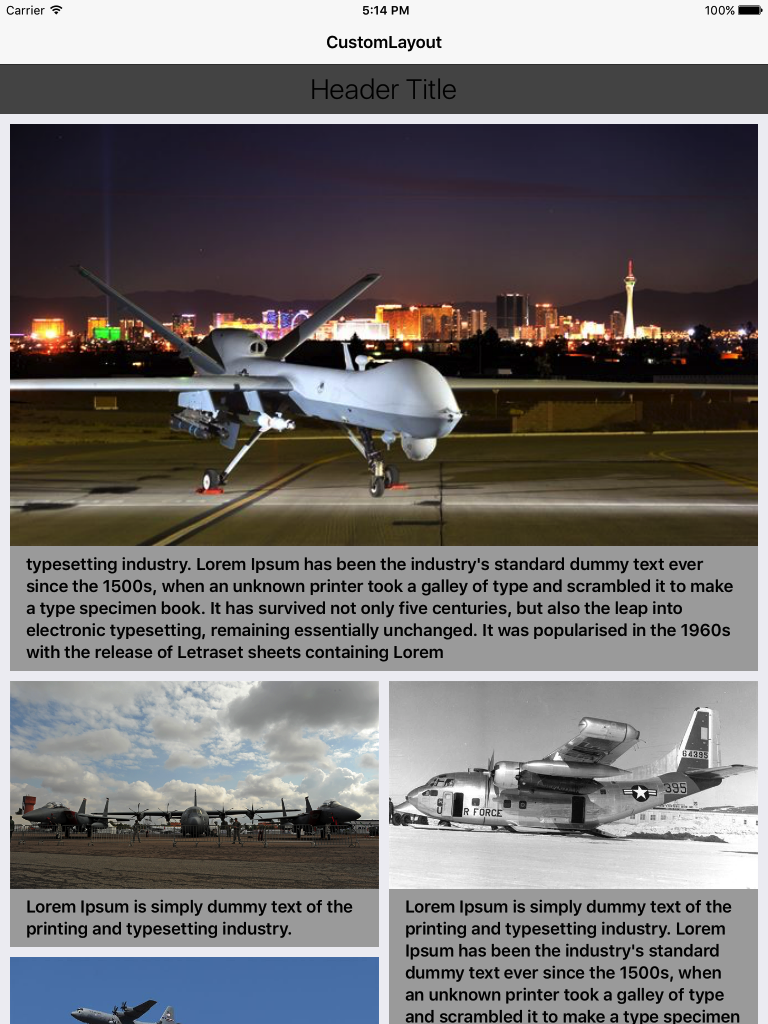 Carrier
5:14 PM
100%
CustomLayout
Header Title
typesetting industry. Lorem Ipsum has been the industry's standard dummy text ever
since the 1500s, when an unknown printer took a galley of type and scrambled it to make
a type specimen book. It has survived not only five centuries, but also the leap into
electronic typesetting, remaining essentially unchanged. It was popularised in the 1960s
with the release of Letraset sheets containing Lorem
64395
395
R FORCE
Lorem Ipsum is simply dummy text of the
printing and typesetting industry.
Lorem Ipsum is simply dummy text of the
printing and typesetting industry. Lorem
Ipsum has been the industry's standard
dummy text ever since the 1500s, when
an unknown printer took a galley of type
and scrambled it to make a type specimen